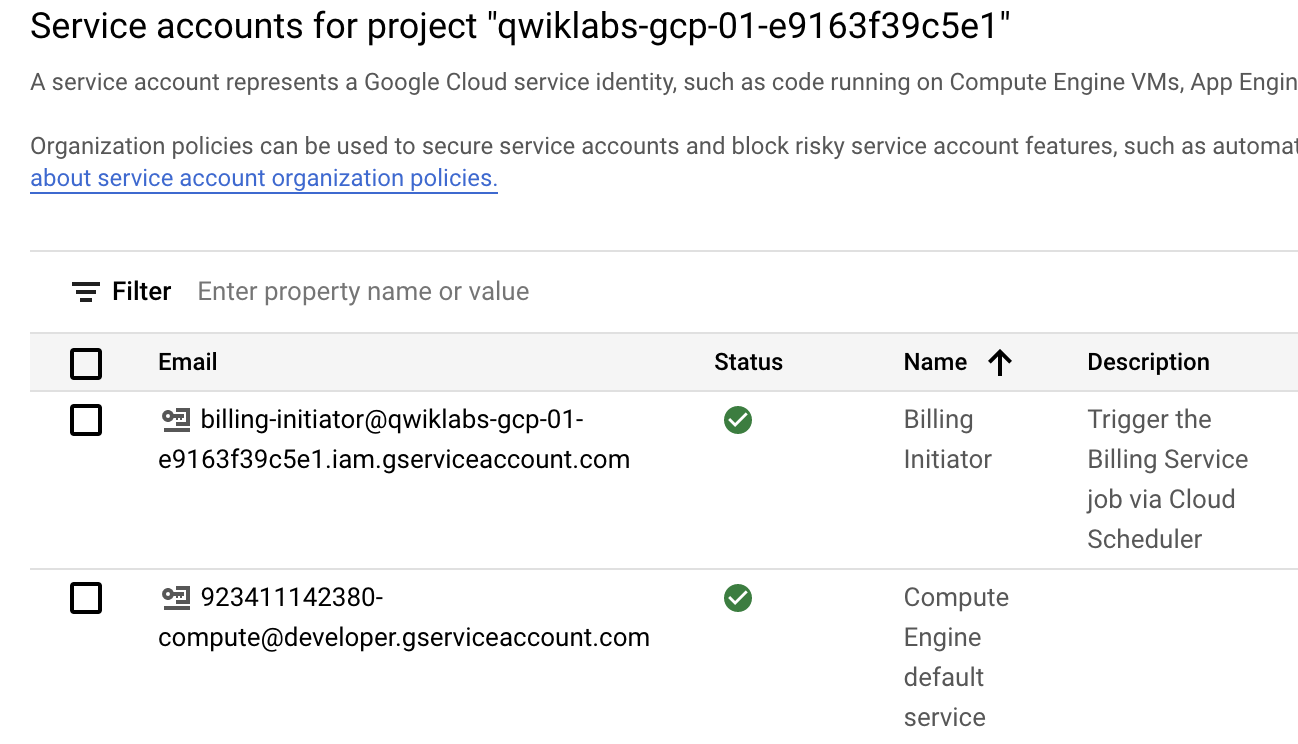 Service accounts for project "qwiklabs-gcp-01-e9163f39c5e1"
A service account represents a Google Cloud service identity, such as code running on Compute Engine VMs, App Engin
Organization policies can be used to secure service accounts and block risky service account features, such as automat
about service account organization policies.
Filter Enter property name or value
Email Status Name Description
billing-initiator@qwiklabs-gcp-01-
e9163f39c5e1.iam.gserviceaccount.com
Billing
Initiator
Trigger the
Billing Service
job via Cloud
Scheduler
923411142380-
compute@developer.gserviceaccount.com
Compute
Engine
default
service